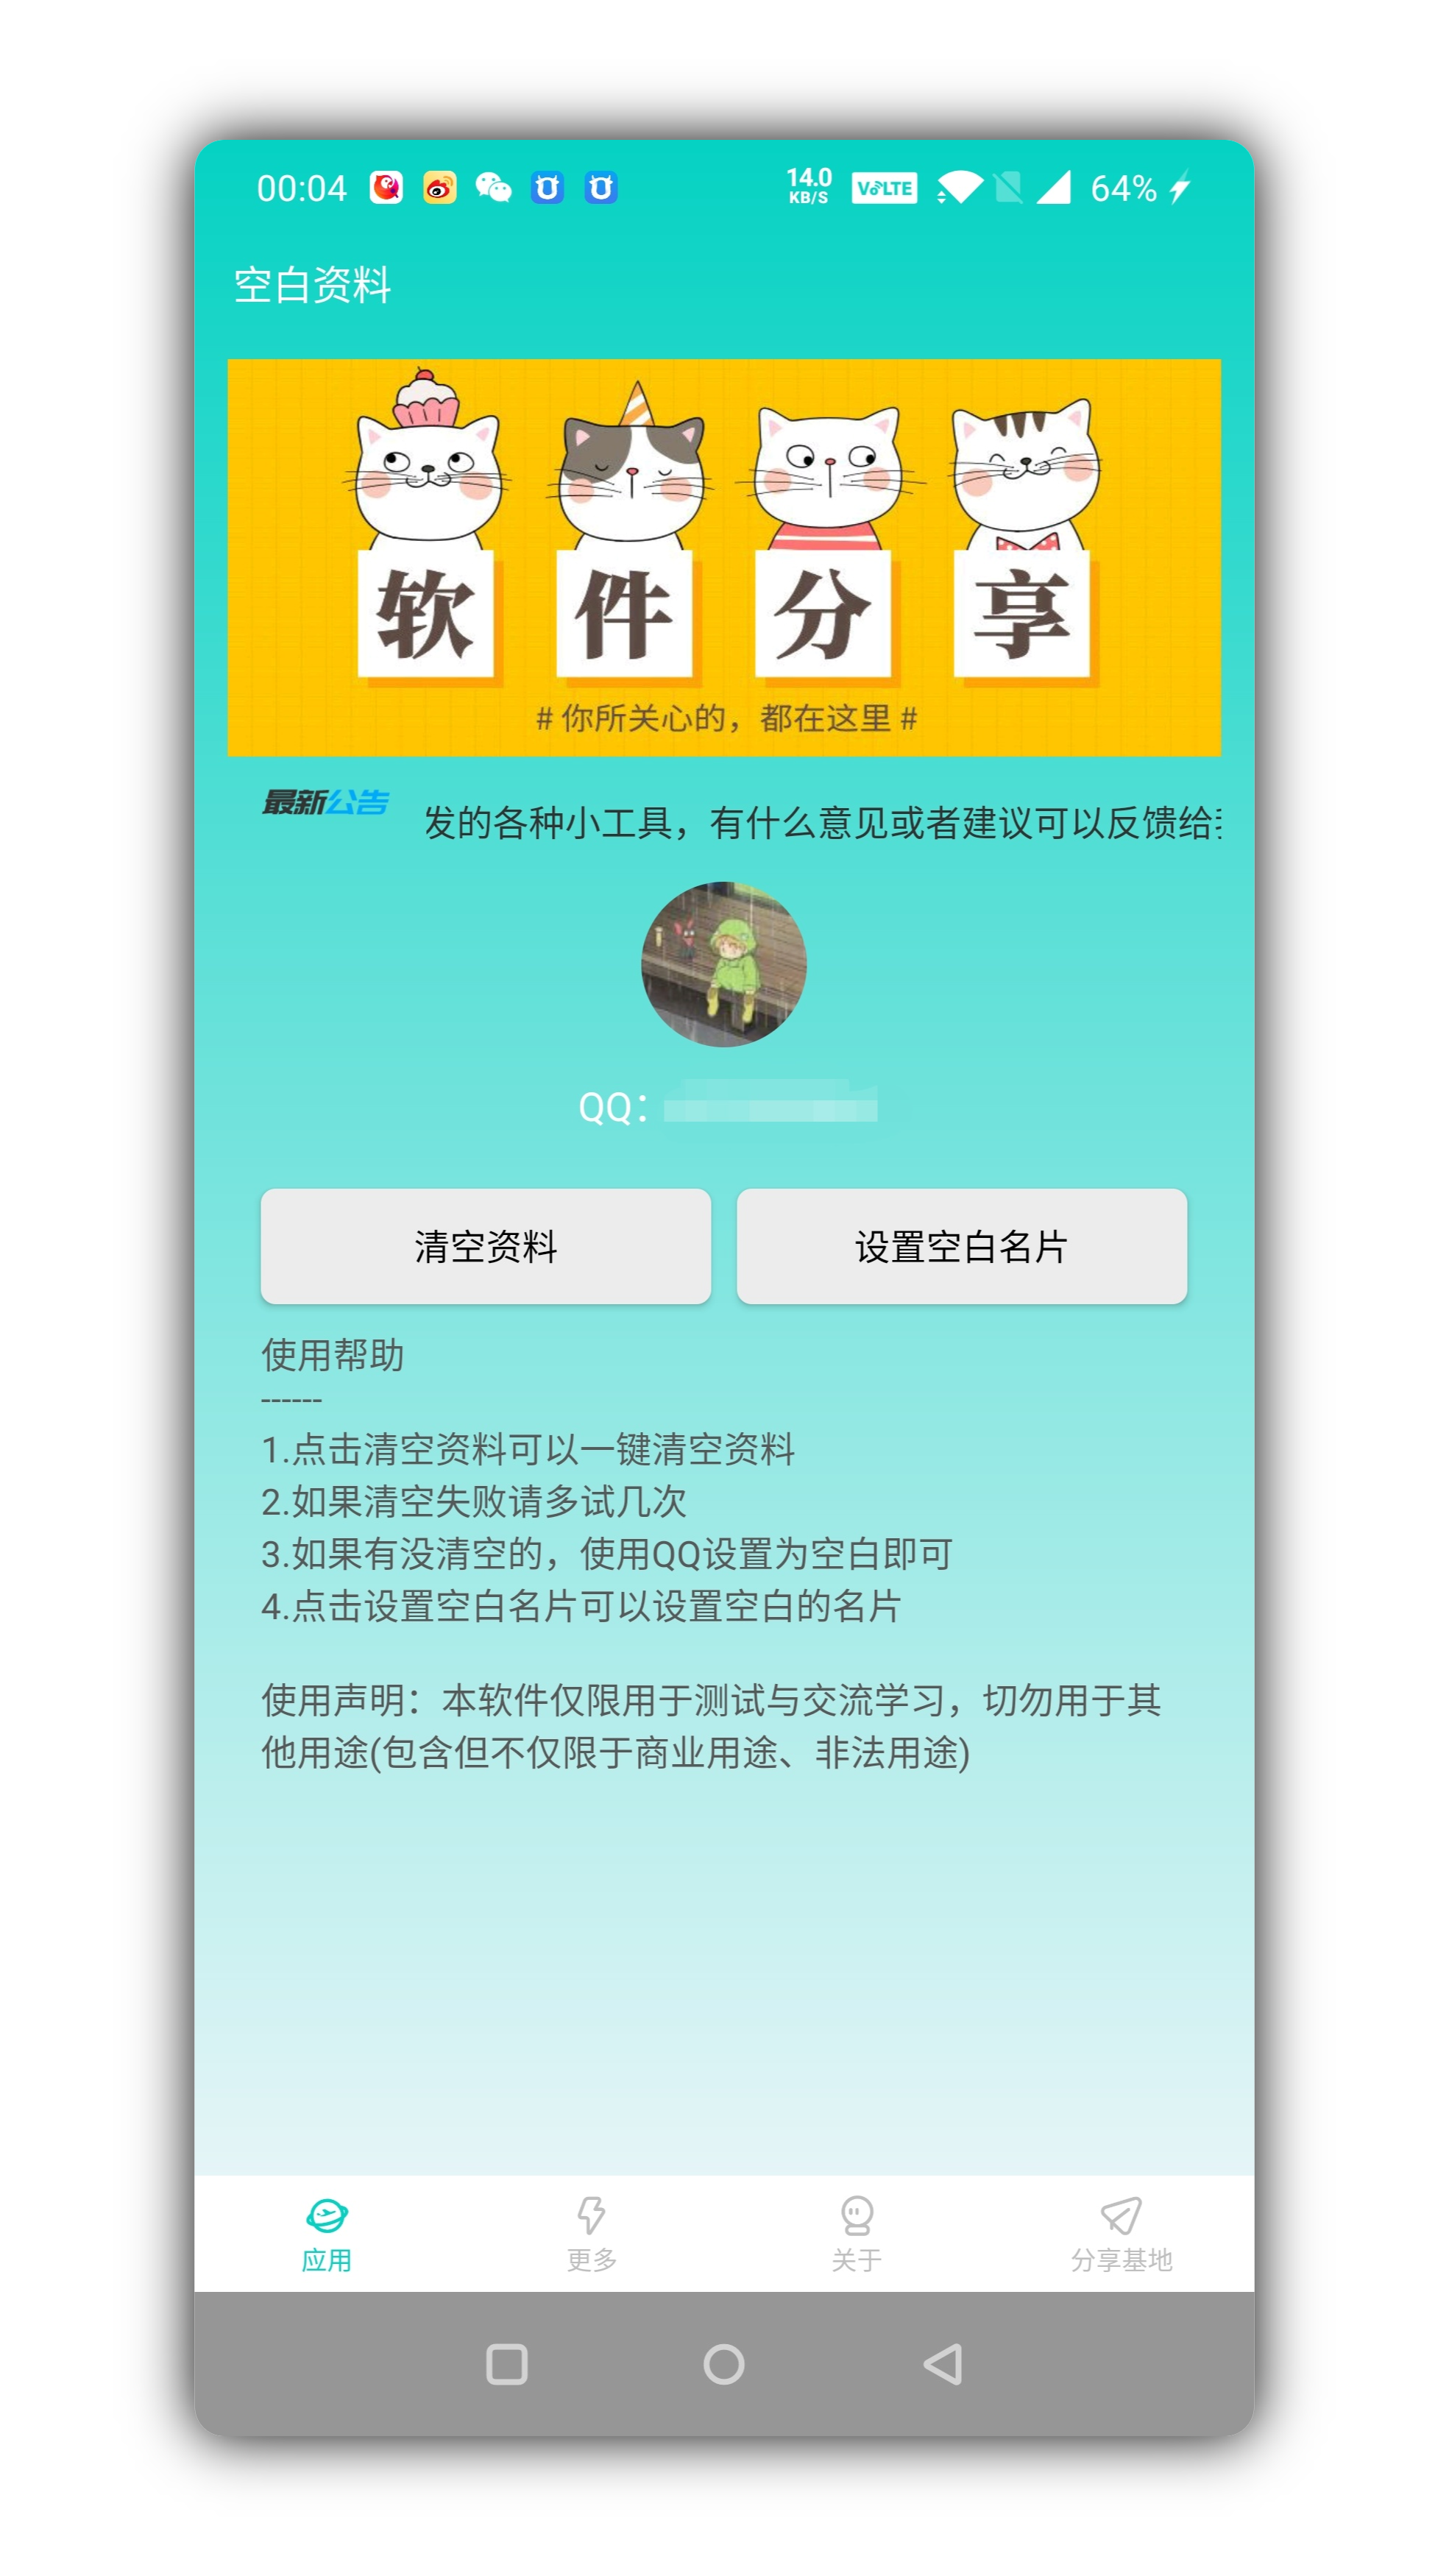 00:04
14.0
KB/S
VoLTE
64%
空白资料
软件分享
# 你所关心的，都在这里 #
最新公告
发的各种小工具，有什么意见或者建议可以反馈给
QQ：
清空资料
设置空白名片
使用帮助
------
1.点击清空资料可以一键清空资料
2.如果清空失败请多试几次
3.如果有没清空的，使用QQ设置为空白即可
4.点击设置空白名片可以设置空白的名片
使用声明：本软件仅限用于测试与交流学习，切勿用于其
他用途(包含但不仅限于商业用途、非法用途)
应用
更多
关于
分享基地